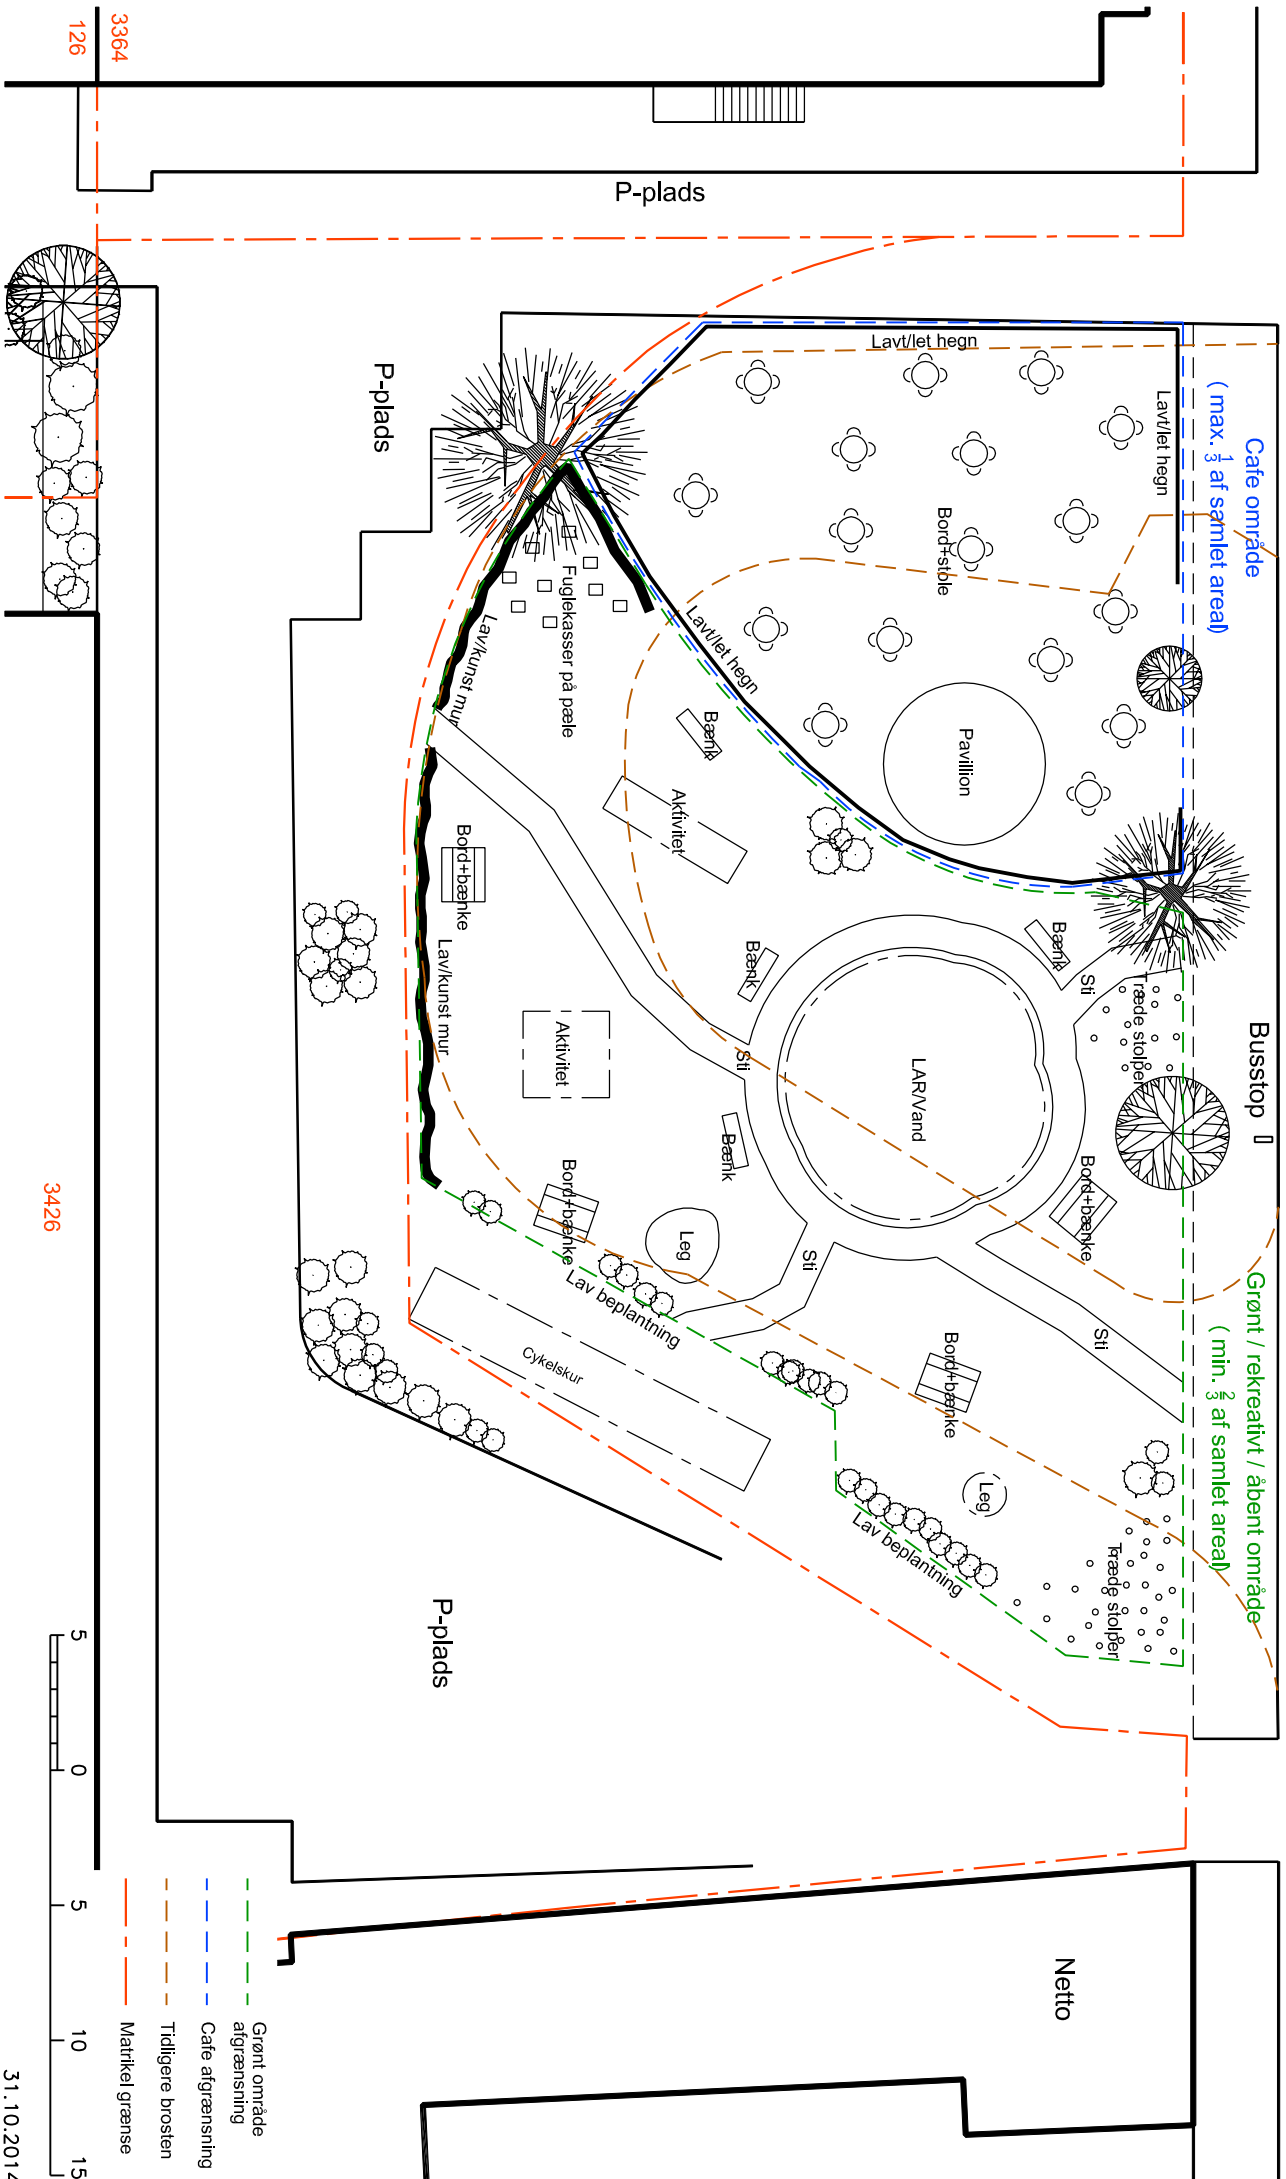 3364
126
P-plads
P-plads
Lavt/let hegn
Lavt/let hegn
Cafe område
( max. 1/3 af samlet areal)
Bord+stole
Fuglekasser på pæle
Lav/kunst mur
Lavt/let hegn
Bænk
Pavillion
Aktivitet
Bord+bænke
Lav/kunst mur
Bænk
Bænk
Sti
Træde stolper
Busstop
Aktivitet
Sti
LAR/Vand
Bænk
Bord+bænke
3426
Bord+bænke
Leg
Sti
Lav beplantning
Cykelskur
Sti
Grønt / rekreativt / åbent område
( min. 2/3 af samlet areal)
Bord+bænke
Leg
Lav beplantning
Træde stolper
P-plads
Netto
5 0 5 10 15
Grønt område
afgrænsning
Cafe afgrænsning
Tidligere brosten
Matrikel grænse
31.10.2014